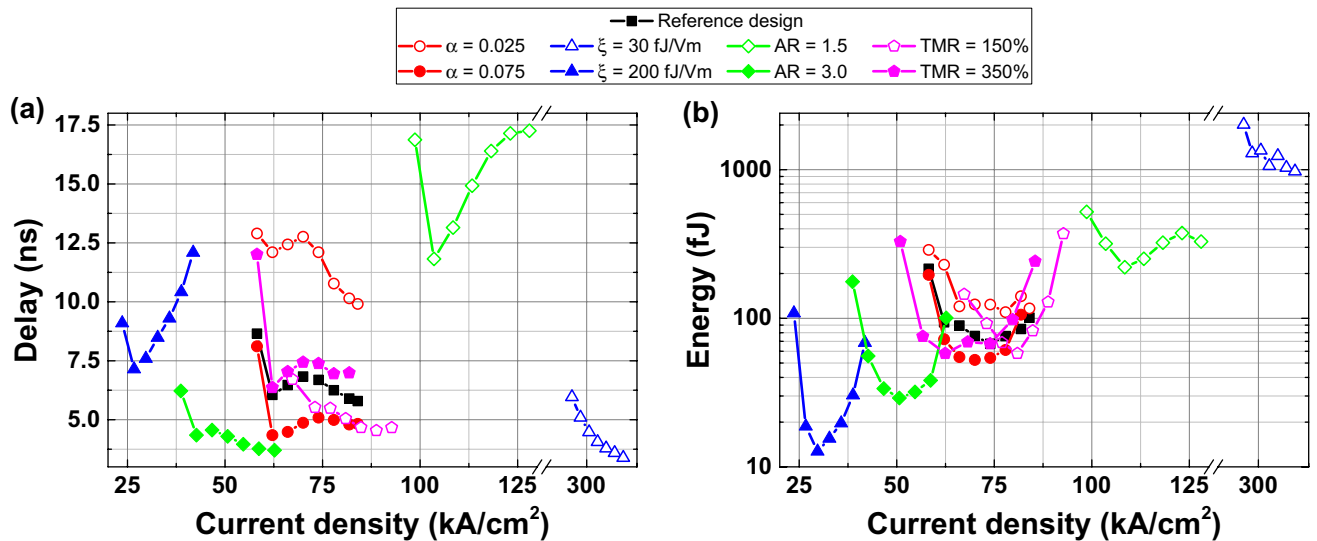 Reference design
α = 0.025 ξ = 30 fJ/Vm AR = 1.5 TMR = 150%
α = 0.075 ξ = 200 fJ/Vm AR = 3.0 TMR = 350%
(a)
Delay (ns)
17.5
15.0
12.5
10.0
7.5
5.0
25 50 75 100 125 300
Current density (kA/cm²)
(b)
Energy (fJ)
1000
100
10
25 50 75 100 125 300
Current density (kA/cm²)